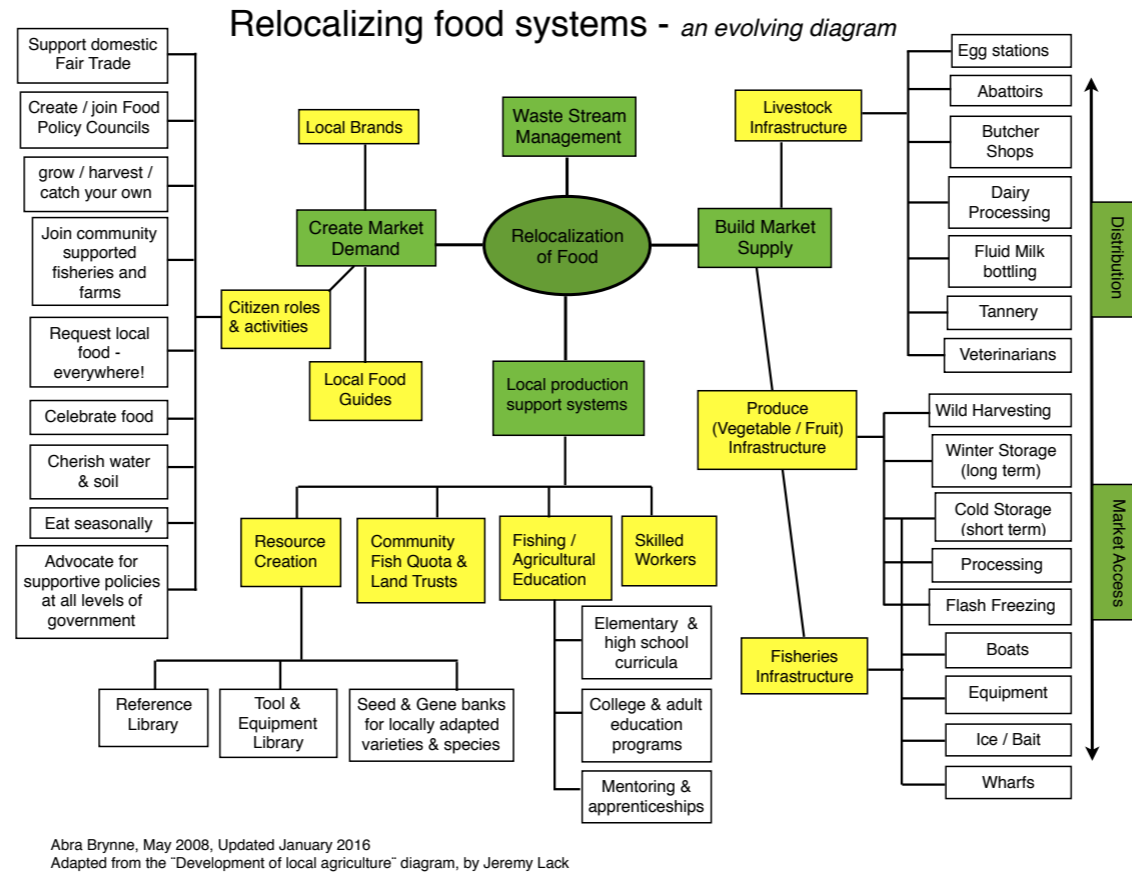 Relocalizing food systems - an evolving diagram
Support domestic
Fair Trade
Create / join Food
Policy Councils
grow / harvest /
catch your own
Join community
supported
fisheries and
farms
Request local
food -
everywhere!
Celebrate food
Cherish water
& soil
Eat seasonally
Advocate for
supportive policies
at all levels of
government
Local Brands
Create Market
Demand
Citizen roles
& activities
Local Food
Guides
Waste Stream
Management
Relocalization
of Food
Local production
support systems
Resource
Creation
Community
Fish Quota &
Land Trusts
Fishing /
Agricultural
Education
Skilled
Workers
Reference
Library
Tool &
Equipment
Library
Seed & Gene banks
for locally adapted
varieties & species
Elementary &
high school
curricula
College & adult
education
programs
Mentoring &
apprenticeships
Livestock
Infrastructure
Build Market
Supply
Produce
(Vegetable / Fruit)
Infrastructure
Fisheries
Infrastructure
Egg stations
Abattoirs
Butcher
Shops
Dairy
Processing
Fluid Milk
bottling
Tannery
Veterinarians
Wild Harvesting
Winter Storage
(long term)
Cold Storage
(short term)
Processing
Flash Freezing
Boats
Equipment
Ice / Bait
Wharfs
Distribution
Market Access
Abra Brynne, May 2008, Updated January 2016
Adapted from the ¨Development of local agriculture¨ diagram, by Jeremy Lack